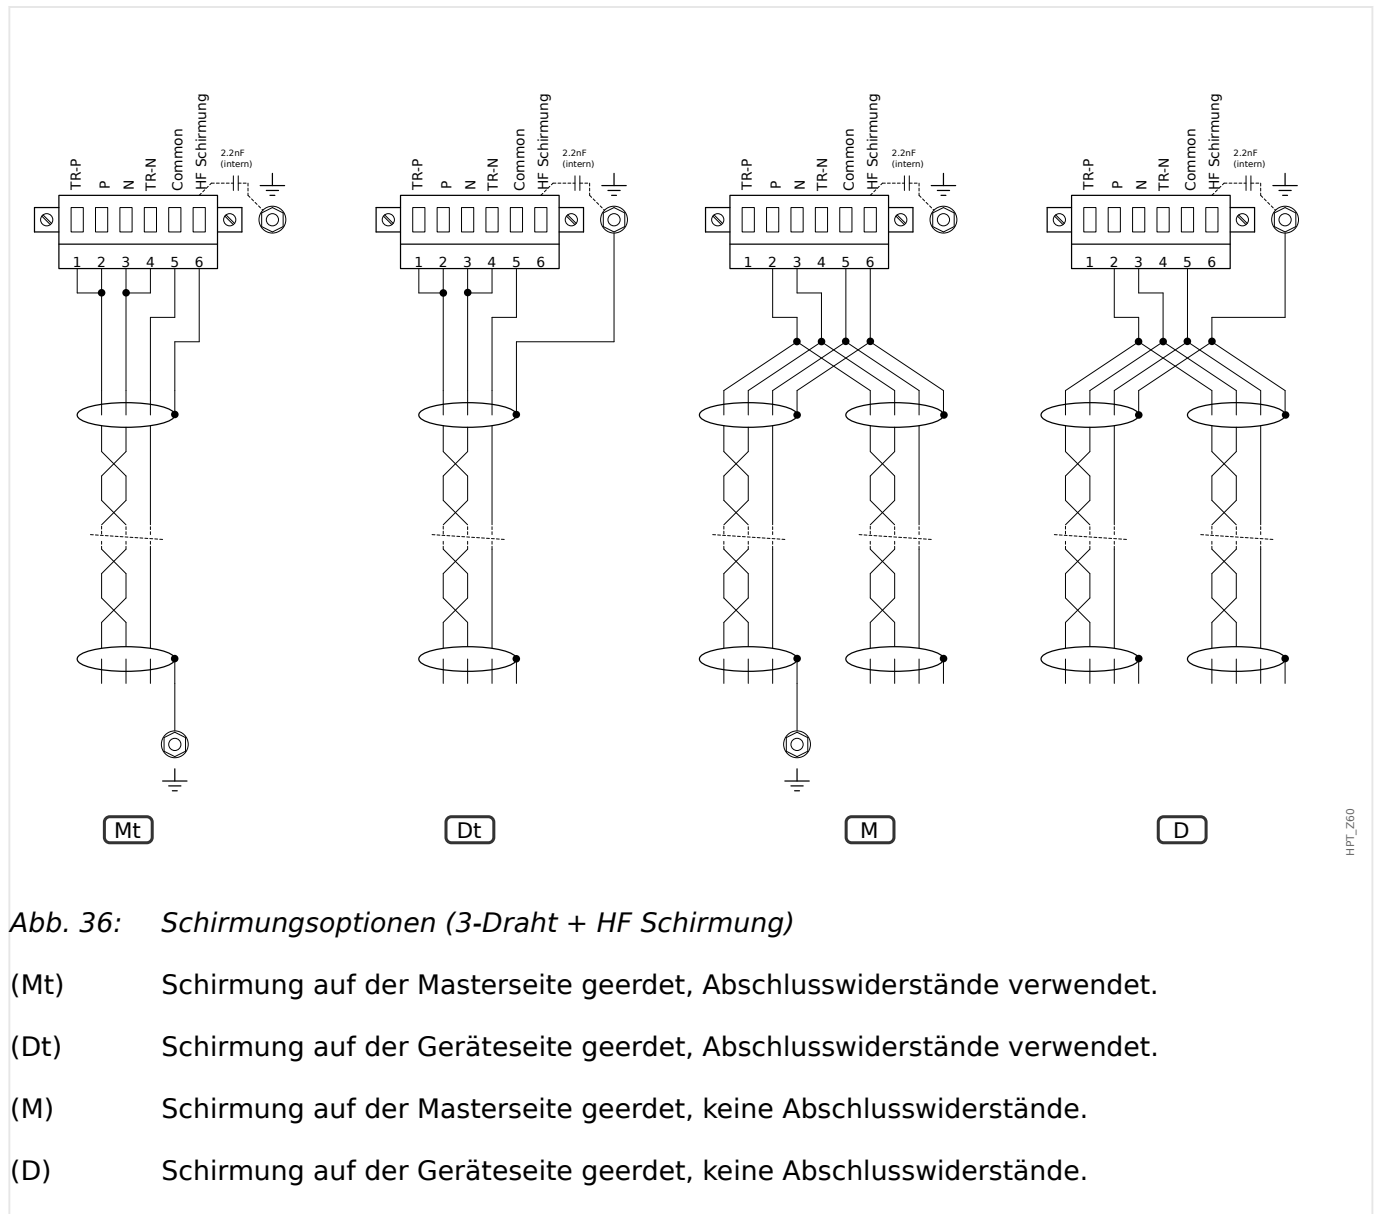 TR-P P N TR-N Common HF Schirmung 2.2nF (intern)
TR-P P N TR-N Common HF Schirmung 2.2nF (intern)
TR-P P N TR-N Common HF Schirmung 2.2nF (intern)
TR-P P N TR-N Common HF Schirmung 2.2nF (intern)
1 2 3 4 5 6
1 2 3 4 5 6
1 2 3 4 5 6
1 2 3 4 5 6
Mt
Dt
M
D
HPT_Z60
Abb. 36: Schirmungsoptionen (3-Draht + HF Schirmung)
(Mt) Schirmung auf der Masterseite geerdet, Abschlusswiderstände verwendet.
(Dt) Schirmung auf der Geräteseite geerdet, Abschlusswiderstände verwendet.
(M) Schirmung auf der Masterseite geerdet, keine Abschlusswiderstände.
(D) Schirmung auf der Geräteseite geerdet, keine Abschlusswiderstände.